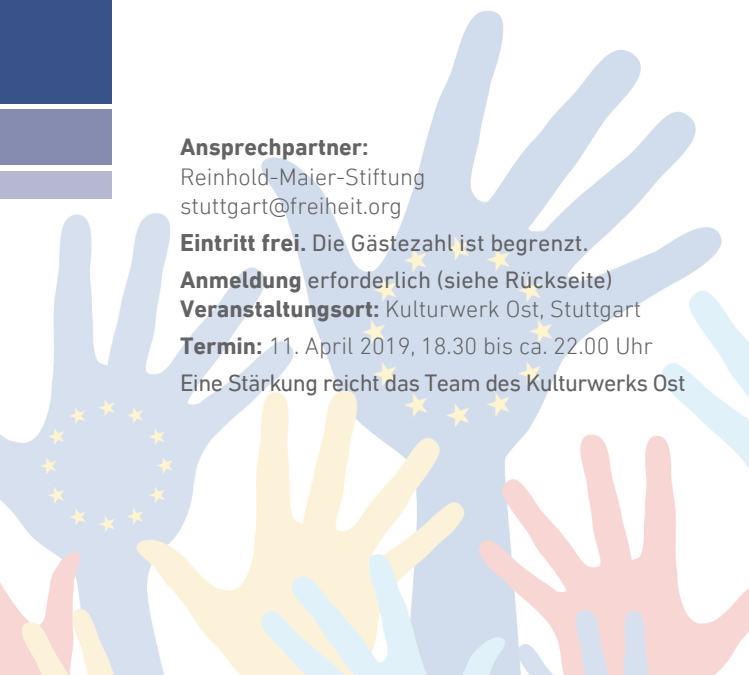 Ansprechpartner:
Reinhold-Maier-Stiftung
stuttgart@freiheit.org
Eintritt frei. Die Gästezahl ist begrenzt.
Anmeldung erforderlich (siehe Rückseite)
Veranstaltungsort: Kulturwerk Ost, Stuttgart
Termin: 11. April 2019, 18.30 bis ca. 22.00 Uhr
Eine Stärkung reicht das Team des Kulturwerks Ost